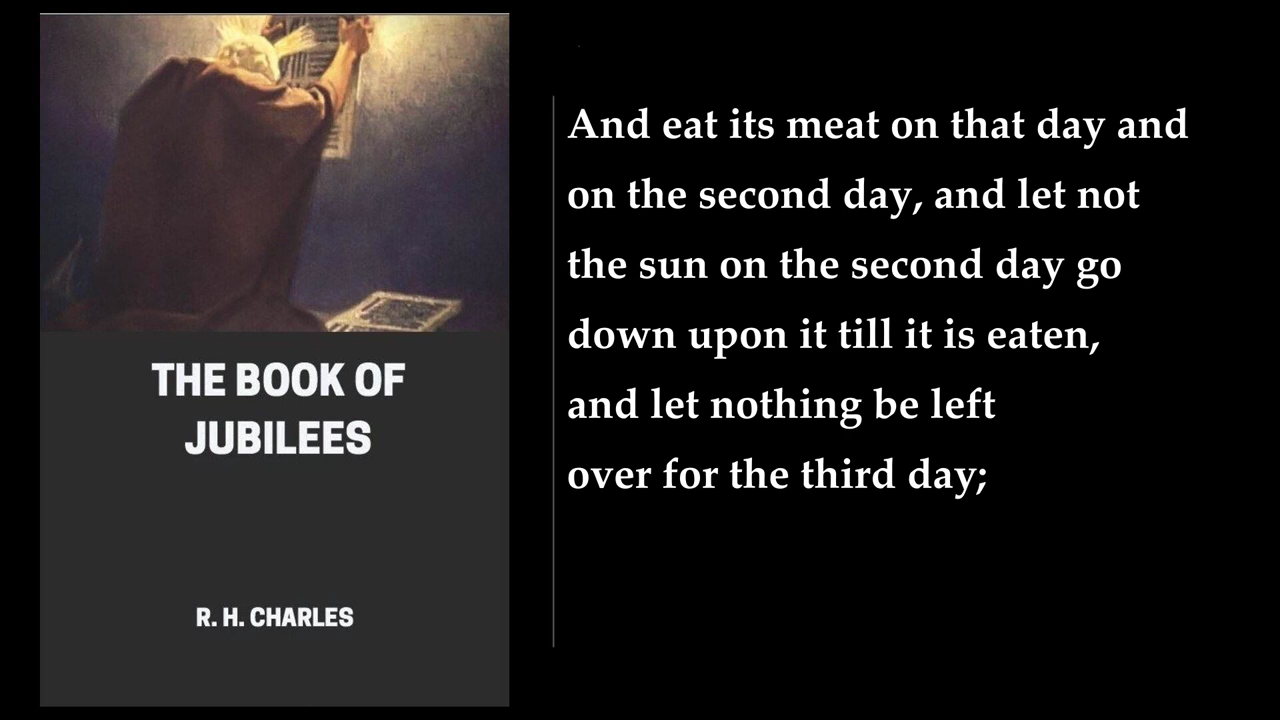 THE BOOK OF
JUBILEES
R. H. CHARLES
And eat its meat on that day and
on the second day, and let not
the sun on the second day go
down upon it till it is eaten,
and let nothing be left
over for the third day;